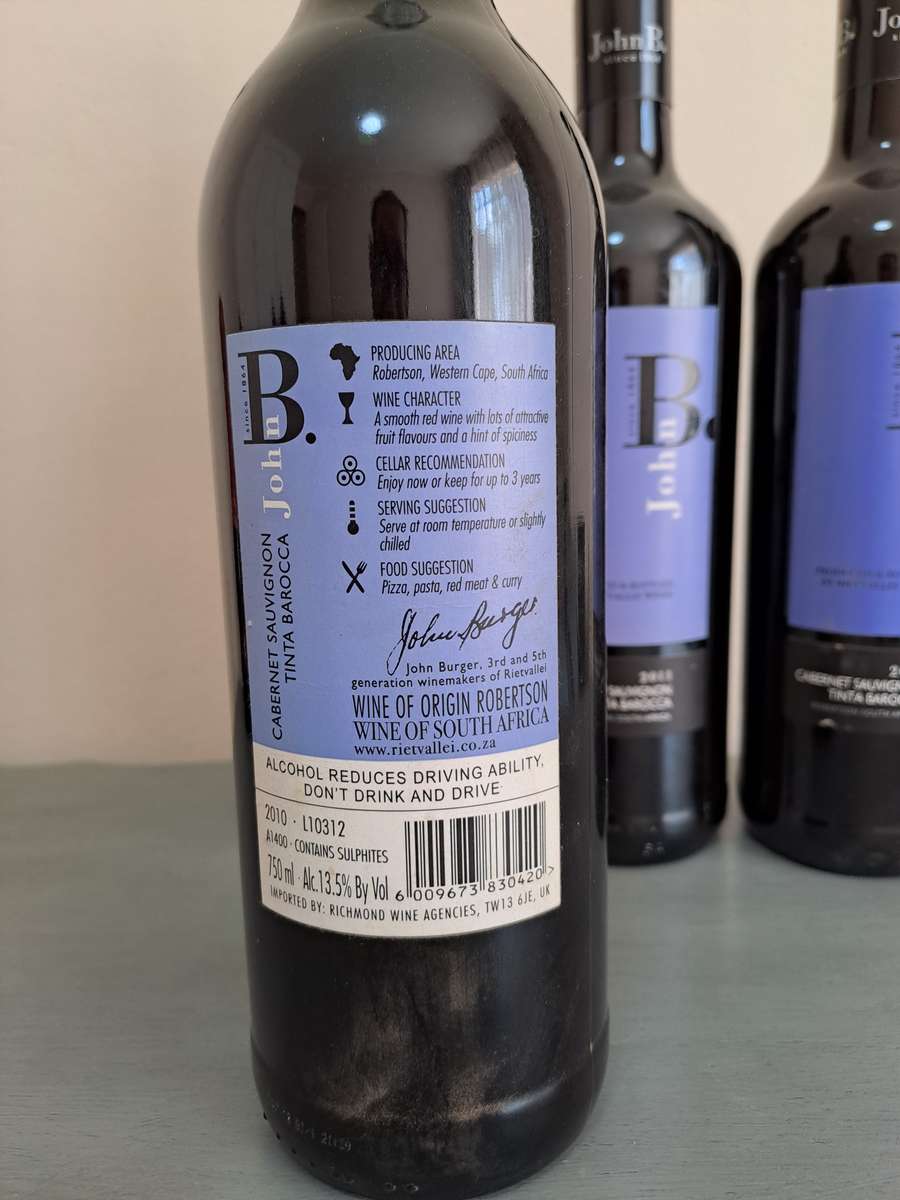 B.
since 1864
John
CABERNET SAUVIGNON
TINTA BAROCCA
PRODUCING AREA
Robertson, Western Cape, South Africa
WINE CHARACTER
A smooth red wine with lots of attractive
fruit flavours and a hint of spiciness
CELLAR RECOMMENDATION
Enjoy now or keep for up to 3 years
SERVING SUGGESTION
Serve at room temperature or slightly
chilled
FOOD SUGGESTION
Pizza, pasta, red meat & curry
John Burger.
John Burger, 3rd and 5th
generation winemakers of Rietvallei
WINE OF ORIGIN ROBERTSON
WINE OF SOUTH AFRICA
www.rietvallei.co.za
ALCOHOL REDUCES DRIVING ABILITY,
DON'T DRINK AND DRIVE
2010 · L10312
A1400 · CONTAINS SULPHITES
750 ml · Alc.13.5% By Vol
6 009673 830420 >
IMPORTED BY: RICHMOND WINE AGENCIES, TW13 6JE, UK
John B.
since 1864
B.
John
2011
Jo
CABERNET SAUVIG
TINTA BARO